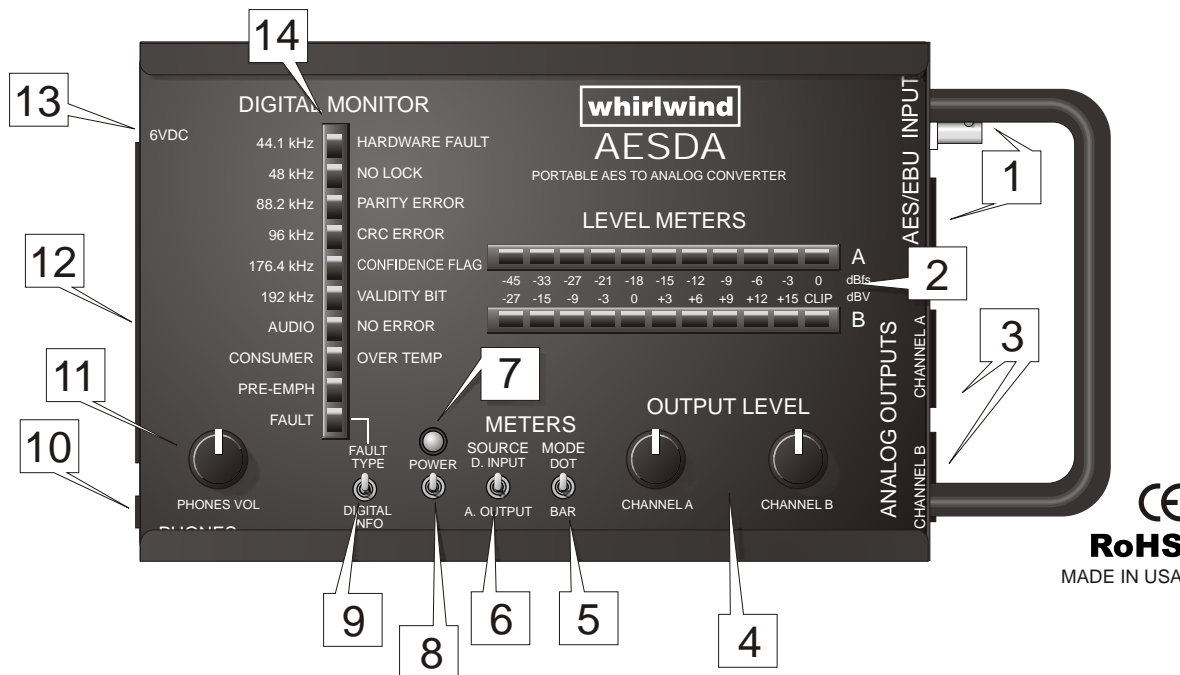 14
13
DIGITAL MONITOR
6VDC
44.1 kHz HARDWARE FAULT
48 kHz NO LOCK
88.2 kHz PARITY ERROR
96 kHz CRC ERROR
176.4 kHz CONFIDENCE FLAG
192 kHz VALIDITY BIT
AUDIO NO ERROR
CONSUMER OVER TEMP
PRE-EMPH
FAULT
whirlwind
AESDA
PORTABLE AES TO ANALOG CONVERTER
LEVEL METERS
A
-45 -33 -27 -21 -18 -15 -12 -9 -6 -3 0 dBfs
-27 -15 -9 -3 0 +3 +6 +9 +12 +15 CLIP dBV
B
AES/EBU INPUT
1
2
3
12
11
10
PHONES VOL
PHONES
FAULT
TYPE
DIGITAL
INFO
7
POWER
METERS
SOURCE
D. INPUT
A. OUTPUT
MODE
DOT
BAR
OUTPUT LEVEL
CHANNEL A
CHANNEL B
ANALOG OUTPUTS
CHANNEL A
CHANNEL B
9
8
6
5
4
CE
RoHS
MADE IN USA